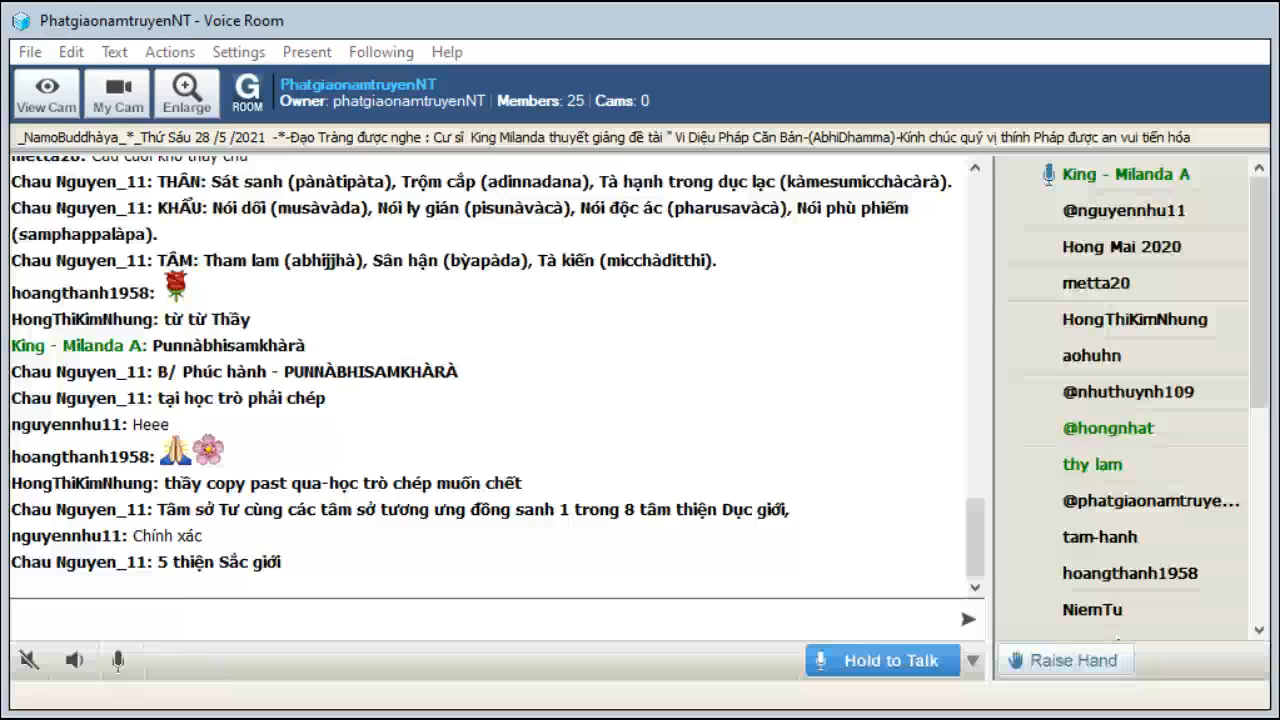 PhatgiaonamtruyenNT - Voice Room
File Edit Text Actions Settings Present Following Help
View Cam
My Cam
Enlarge
G ROOM
PhatgiaonamtruyenNT
Owner: phatgiaonamtruyenNT | Members: 25 | Cams: 0
_NamoBuddhàya_*_Thứ Sáu 28 /5 /2021 -*-Đạo Tràng được nghe : Cư sĩ King Milanda thuyết giảng đề tài " Vi Diệu Pháp Căn Bản-(AbhiDhamma)-Kính chúc quý vị thính Pháp được an vui tiến hóa
Chau Nguyen_11: THÂN: Sát sanh (pànàtipàta), Trộm cắp (adinnadana), Tà hạnh trong dục lạc (kàmesumicchàcàrà).
Chau Nguyen_11: KHẨU: Nói dối (musàvàda), Nói ly gián (pisunàvàcà), Nói độc ác (pharusavàcà), Nói phù phiếm
(samphappalàpa).
Chau Nguyen_11: TÂM: Tham lam (abhijjhà), Sân hận (bỳapàda), Tà kiến (micchàditthi).
hoangthanh1958:
HongThiKimNhung: từ từ Thầy
King - Milanda A: Punnàbhisamkhàrà
Chau Nguyen_11: B/ Phúc hành - PUNNÀBHISAMKHÀRÀ
Chau Nguyen_11: tại học trò phải chép
nguyennhu11: Heee
hoangthanh1958:
HongThiKimNhung: thầy copy past qua-học trò chép muốn chết
Chau Nguyen_11: Tâm sở Tư cùng các tâm sở tương ưng đồng sanh 1 trong 8 tâm thiện Dục giới,
nguyennhu11: Chính xác
Chau Nguyen_11: 5 thiện Sắc giới
King - Milanda A
@nguyennhu11
Hong Mai 2020
metta20
HongThiKimNhung
aohuhn
@nhuthuynh109
@hongnhat
thy lam
@phatgiaonamtruye...
tam-hanh
hoangthanh1958
NiemTu
Hold to Talk
Raise Hand